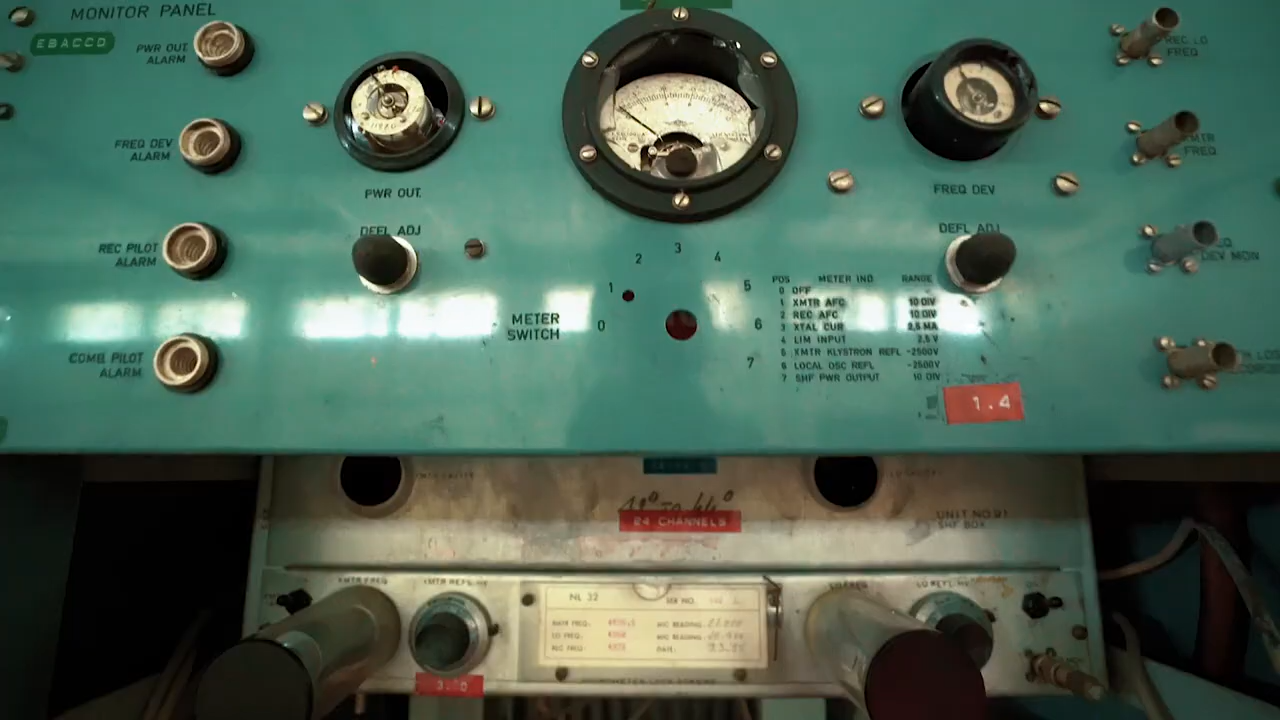 MONITOR PANEL
EBACCD
PWR OUT.
ALARM
FREQ DEV
ALARM
REC PILOT
ALARM
COMB. PILOT
ALARM
PWR OUT.
DEFL ADJ
FREQ DEV
DEFL ADJ
REC LO
FREQ
XMTR
FREQ
DEV MON
METER
SWITCH
0
1
2
3
4
5
6
7
POS METER IND RANGE
0 OFF
1 XMTR AFC 10 DIV
2 REC AFC 10 DIV
3 XTAL CUR 2,5 MA
4 LIM INPUT 2,5 V
5 XMTR KLYSTRON REFL -2500V
6 LOCAL OSC REFL -2500V
7 SHF PWR OUTPUT 10 DIV
1.4
24 CHANNELS
UNIT NO 91
SHF BOX
XMTR FREQ
XMTR REFL HV
LO FREQ
LO REFL HV
NL 32
SER NO.
XMTR FREQ:
MIC READING:
LO FREQ:
MIC READING:
REC FREQ:
DATE: